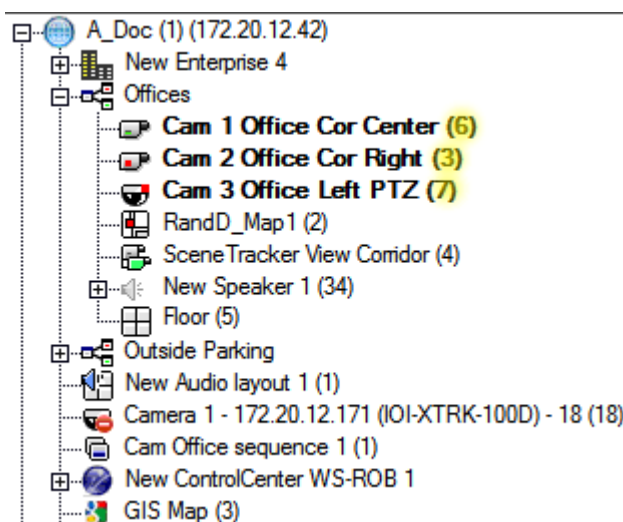 A_Doc (1) (172.20.12.42)
New Enterprise 4
Offices
Cam 1 Office Cor Center (6)
Cam 2 Office Cor Right (3)
Cam 3 Office Left PTZ (7)
RandD_Map1 (2)
SceneTracker View Corridor (4)
New Speaker 1 (34)
Floor (5)
Outside Parking
New Audio layout 1 (1)
Camera 1 - 172.20.12.171 (IOI-XTRK-100D) - 18 (18)
Cam Office sequence 1 (1)
New ControlCenter WS-ROB 1
GIS Map (3)